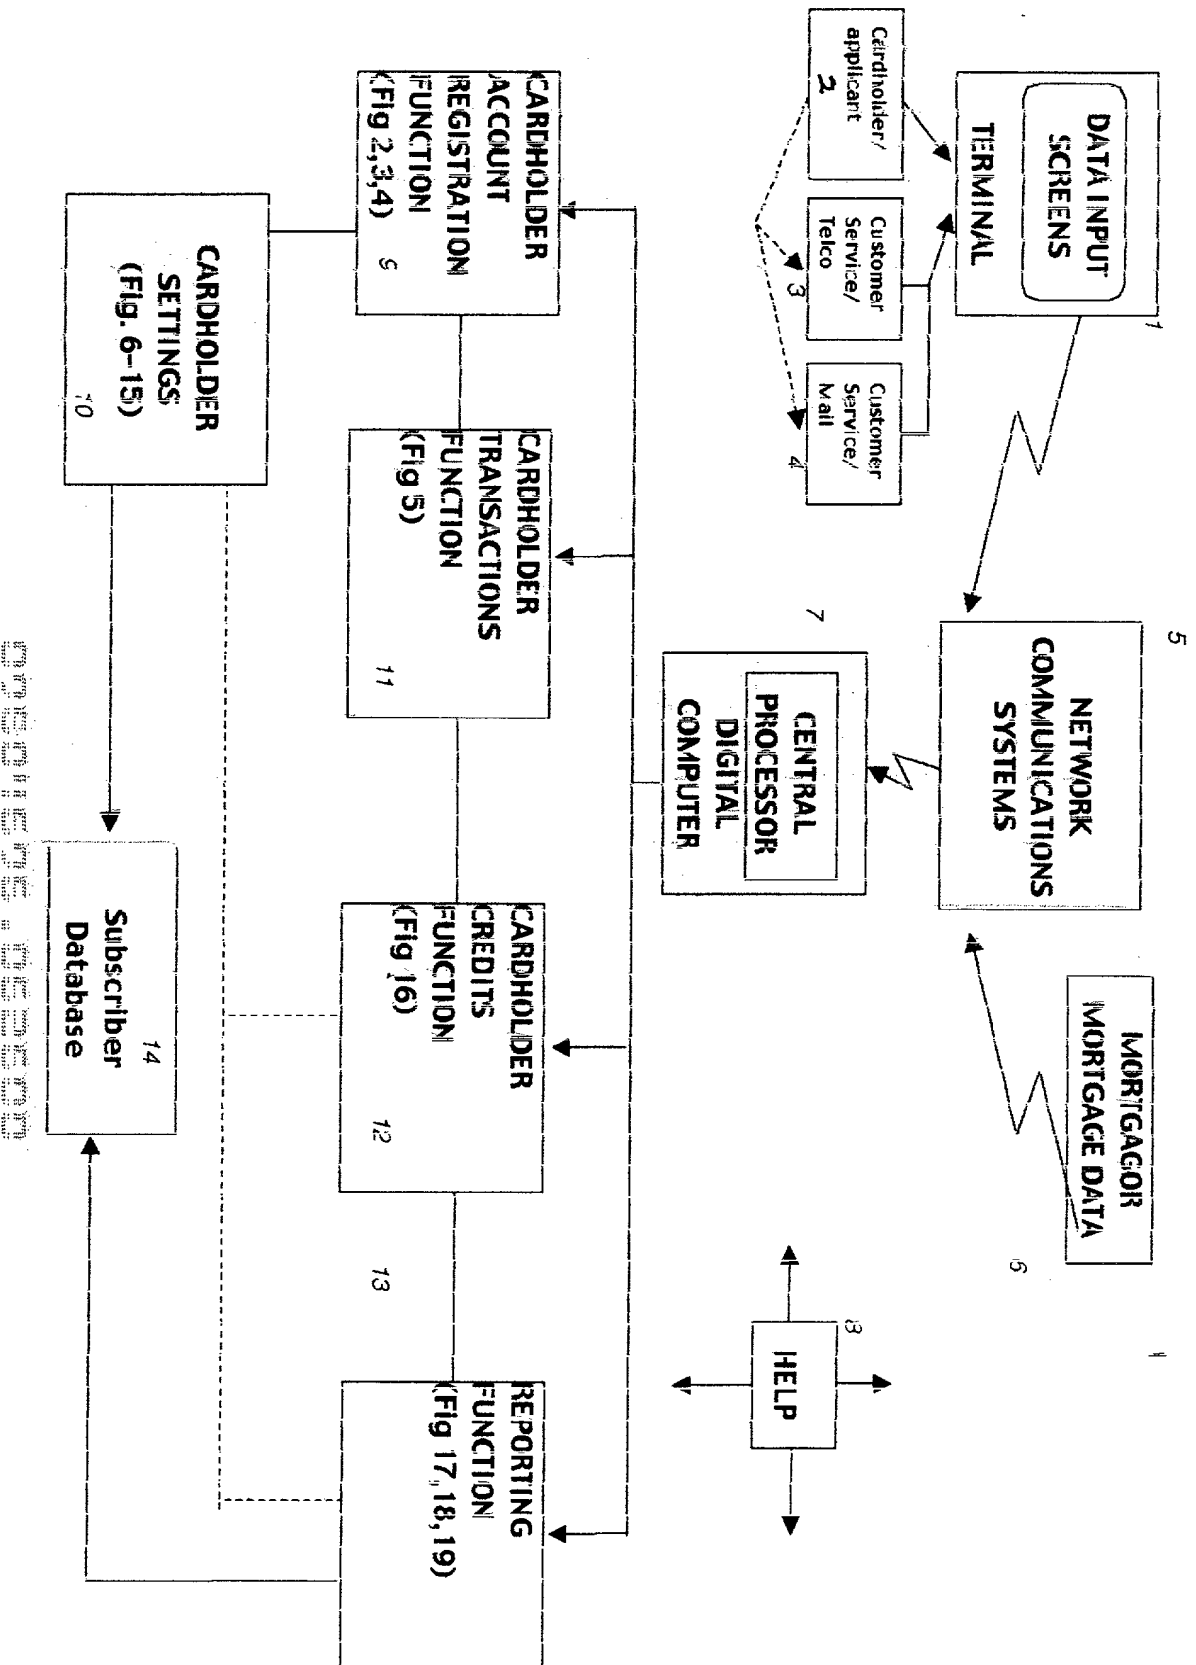 DATA INPUT
SCREENS
TERMINAL
1
Cardholder/
applicant
2
Customer
Service/
Telco
3
Customer
Service/
Mail
4
5
NETWORK
COMMUNICATIONS
SYSTEMS
MORTGAGOR
MORTGAGE DATA
6
7
CENTRAL
PROCESSOR
DIGITAL
COMPUTER
8
HELP
CARDHOLDER
ACCOUNT
REGISTRATION
FUNCTION
(Fig 2,3,4)
9
CARDHOLDER
TRANSACTIONS
FUNCTION
(Fig 5)
11
CARDHOLDER
CREDITS
FUNCTION
(Fig 16)
12
13
REPORTING
FUNCTION
(Fig 17,18,19)
CARDHOLDER
SETTINGS
(Fig. 6-15)
10
14
Subscriber
Database